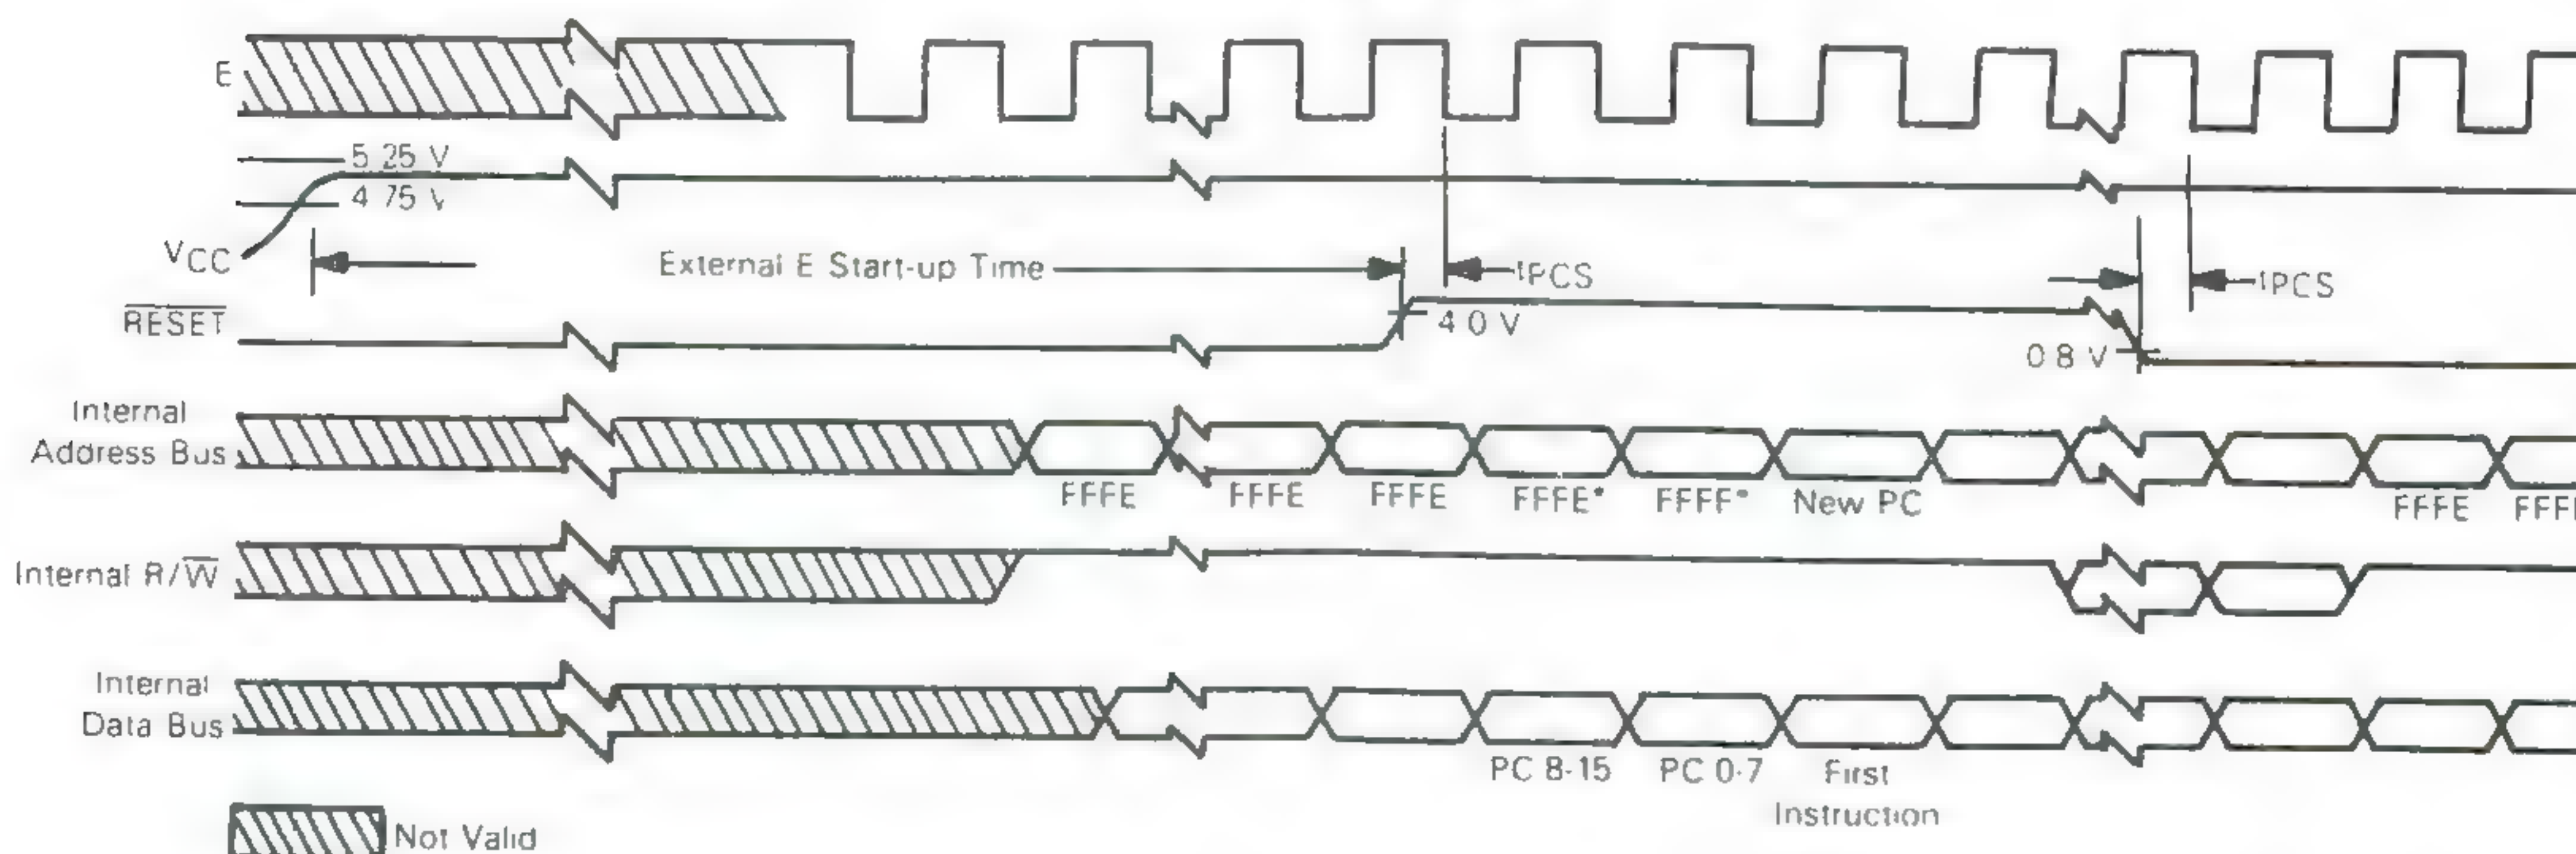 E
5 25 V
4 75 V
VCC
External E Start-up Time
tPCS
tPCS
RESET
4 0 V
0 8 V
Internal
Address Bus
FFFE FFFE FFFE FFFE* FFFF* New PC FFFE
Internal R/W
Internal
Data Bus
PC 8-15 PC 0-7 First
Instruction
Not Valid